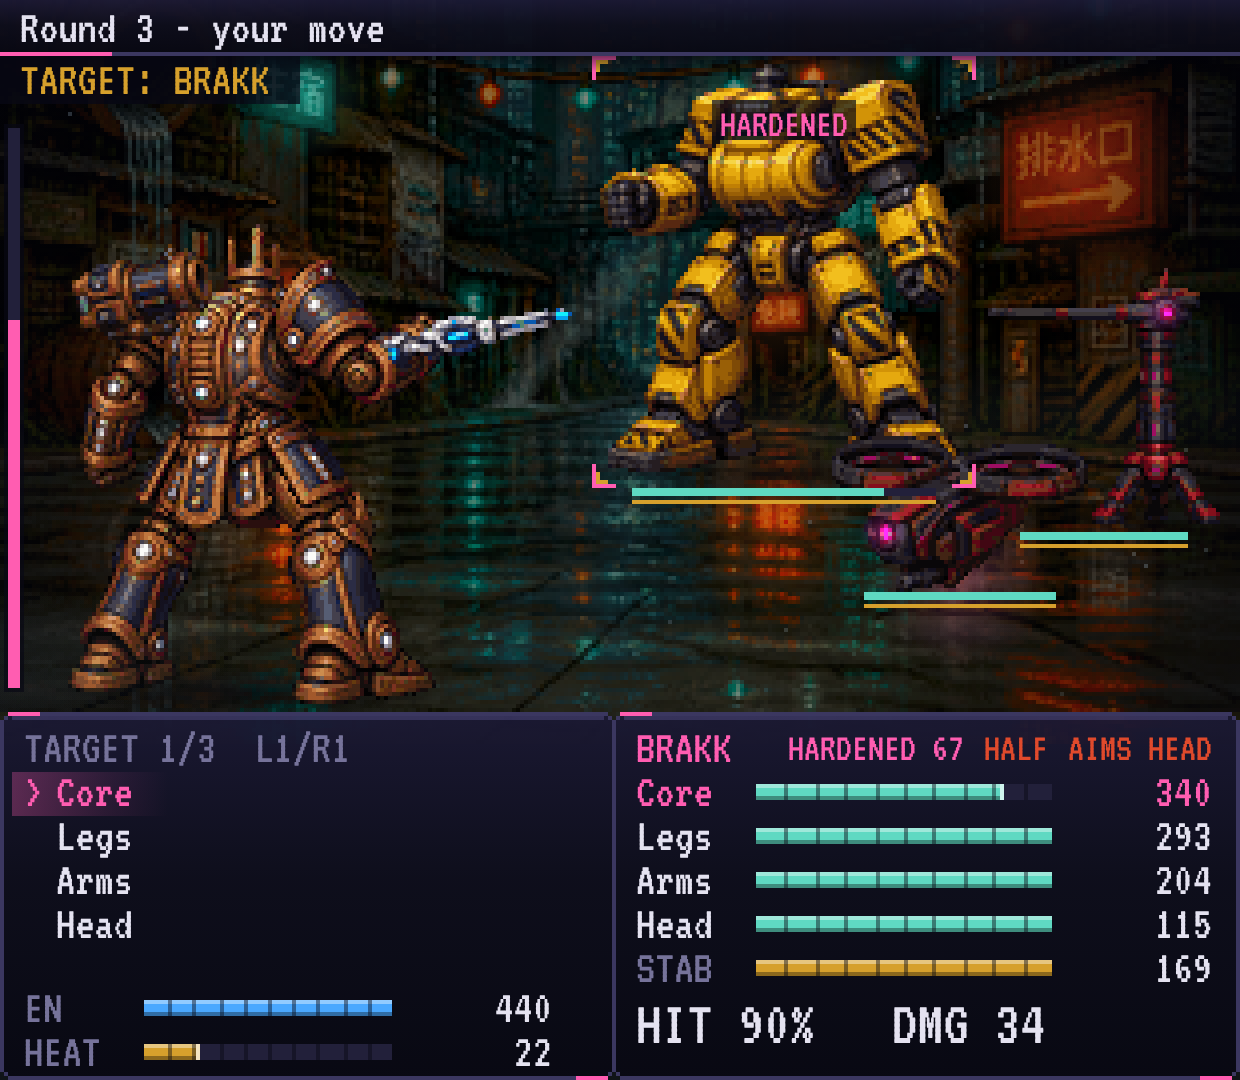 Round 3 - your move
TARGET: BRAKK
HARDENED
排水口
TARGET 1/3 L1/R1
> Core
Legs
Arms
Head
EN 440
HEAT 22
BRAKK HARDENED 67 HALF AIMS HEAD
Core 340
Legs 293
Arms 204
Head 115
STAB 169
HIT 90% DMG 34